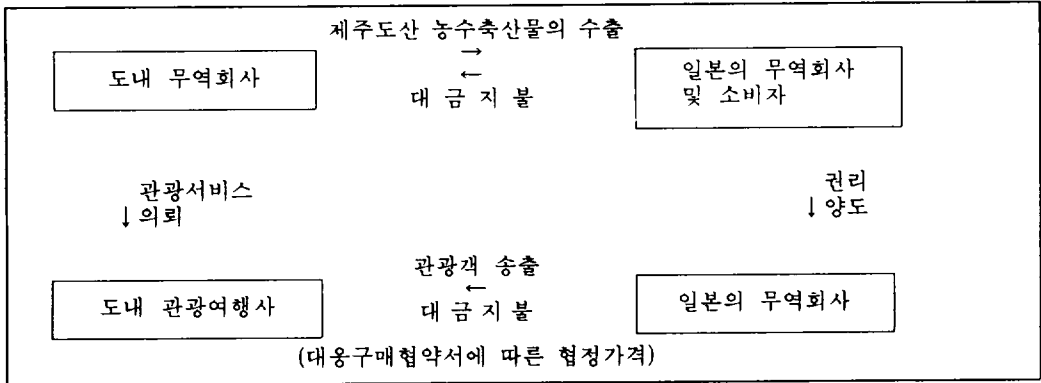 제주도산 농수축산물의 수출
→
도내 무역회사
←
일본의 무역회사
및 소비자
대 금 지 불
관광서비스
↓의뢰
권리
↓양도
관광객 송출
←
도내 관광여행사
대 금 지 불
일본의 무역회사
(대응구매협약서에 따른 협정가격)